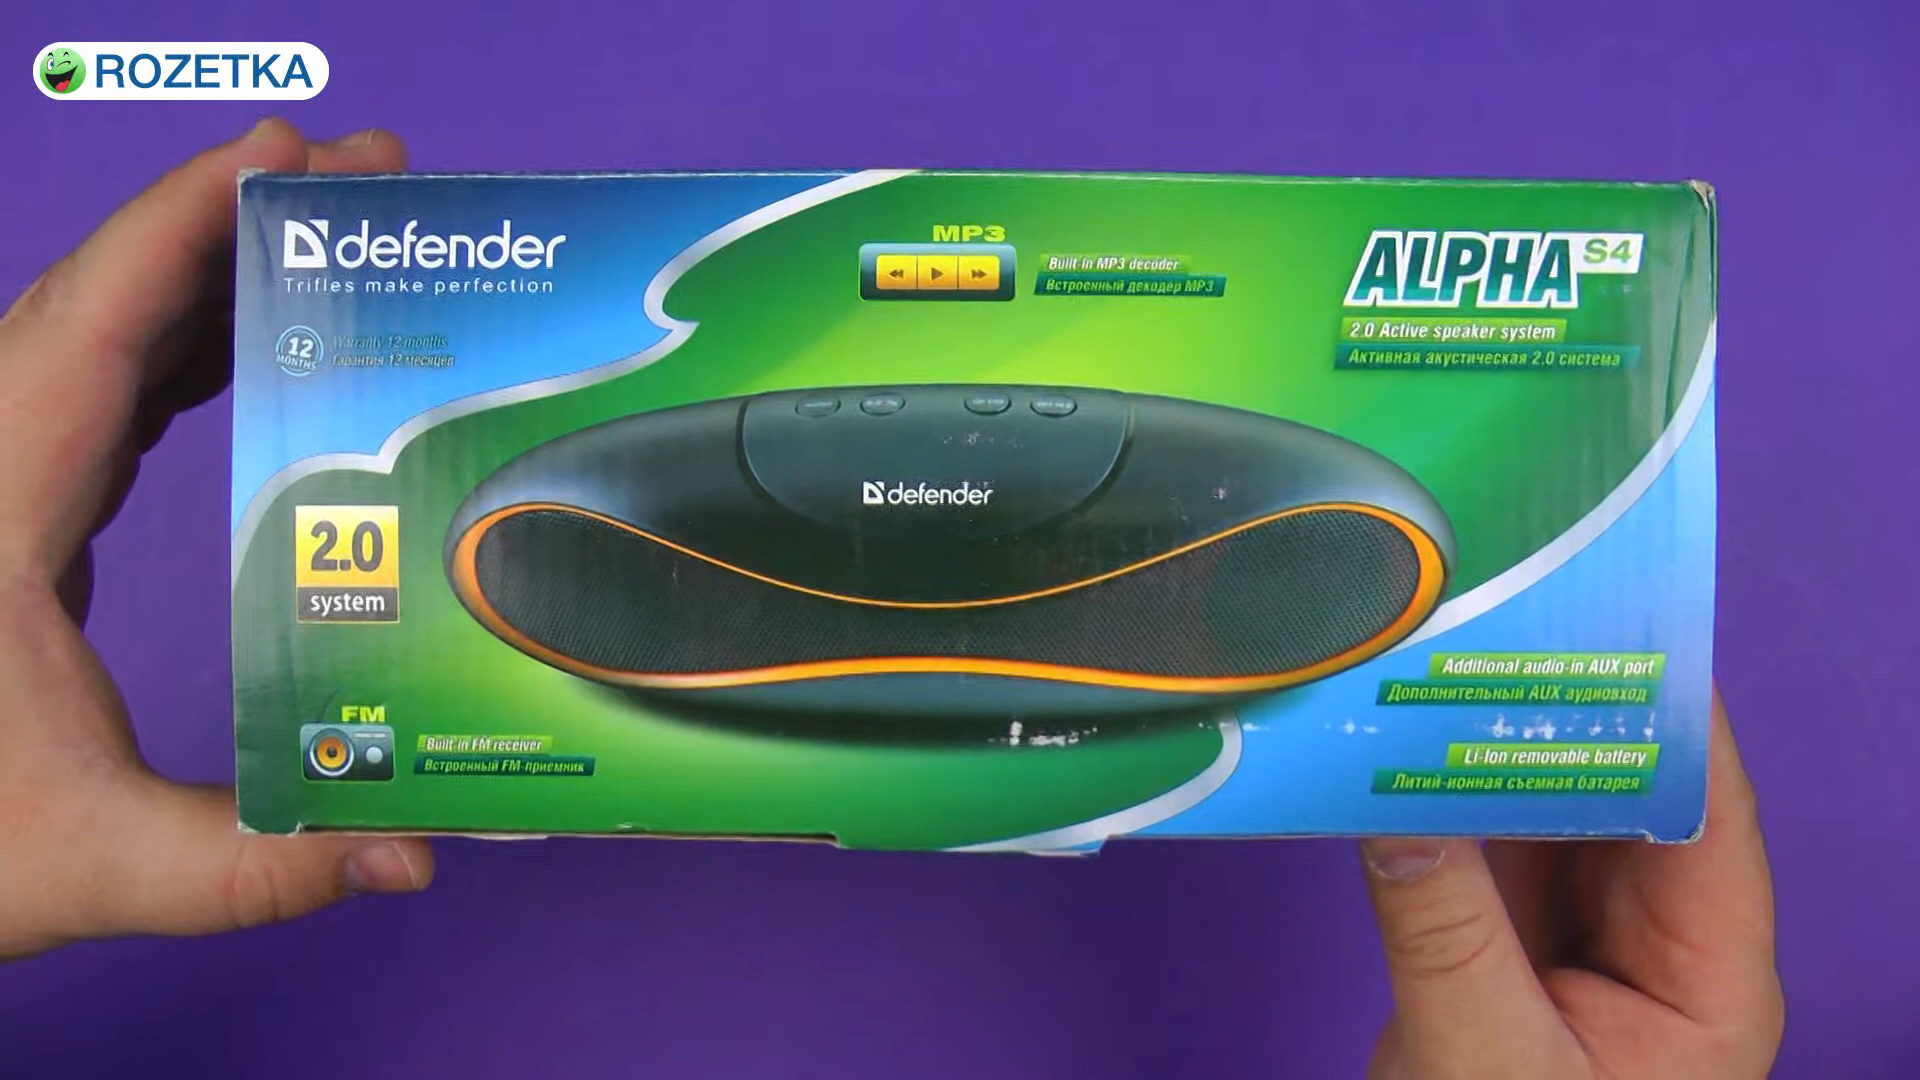 ROZETKA
defender
Trifles make perfection
12
MONTHS
Warranty 12 months
Гарантия 12 месяцев
MP3
Built-in MP3 decoder
Встроенный декодер MP3
ALPHA S4
2.0 Active speaker system
Активная акустическая 2.0 система
defender
2.0
system
FM
Built-in FM receiver
Встроенный FM-приемник
Additional audio-in AUX port
Дополнительный AUX аудиовход
Li-Ion removable battery
Литий-ионная съемная батарея